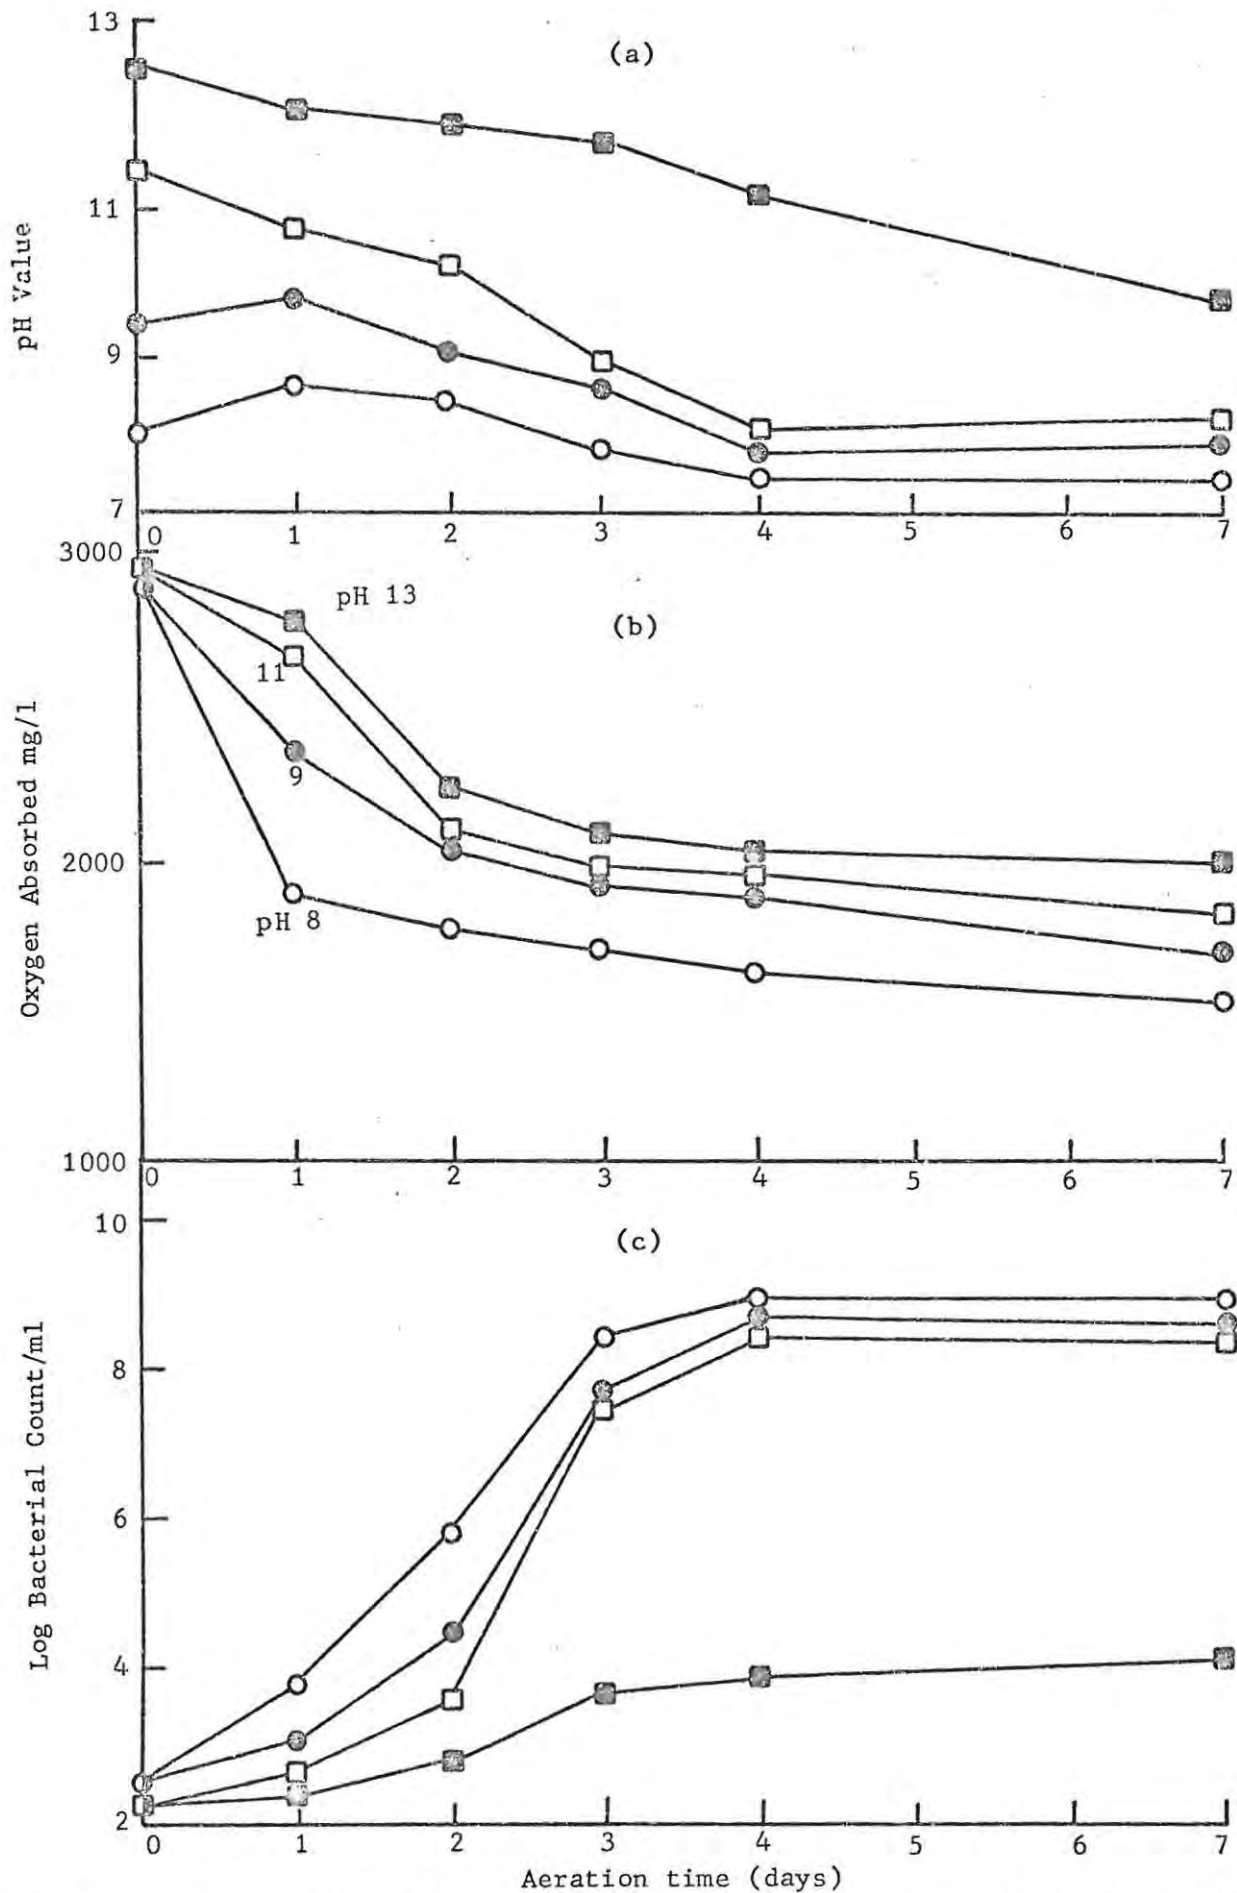 13
(a)
11
pH Value
9
7
0 1 2 3 4 5 6 7
3000
pH 13
(b)
11
9
Oxygen Absorbed mg/l
2000
pH 8
1000
0 1 2 3 4 5 6 7
10
(c)
8
Log Bacterial Count/ml
6
4
2
0 1 2 3 4 5 6 7
Aeration time (days)